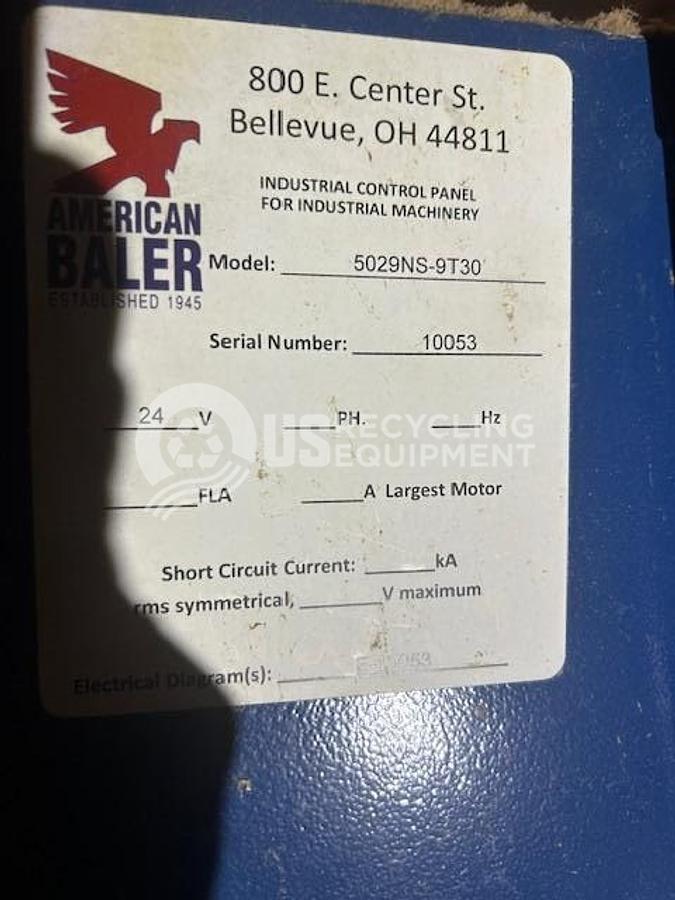 800 E. Center St.
Bellevue, OH 44811
INDUSTRIAL CONTROL PANEL
FOR INDUSTRIAL MACHINERY
AMERICAN
BALER
ESTABLISHED 1945
Model: 5029NS-9T30
Serial Number: 10053
24 V PH. Hz
US RECYCLING
EQUIPMENT
FLA A Largest Motor
Short Circuit Current: kA
rms symmetrical, V maximum
Electrical Diagram(s):